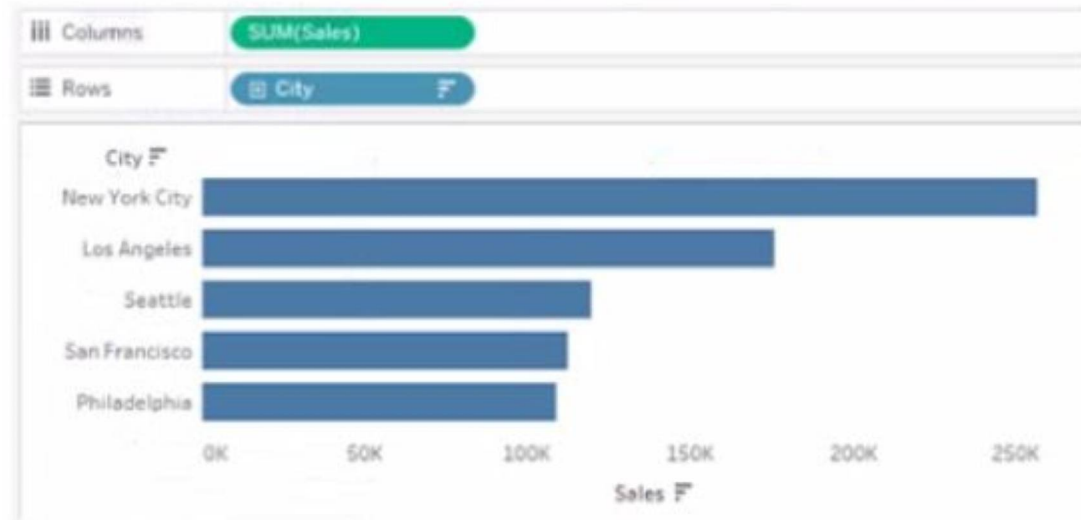 Columns SUM(Sales)
Rows City
City
New York City
Los Angeles
Seattle
San Francisco
Philadelphia
0K 50K 100K 150K 200K 250K
Sales